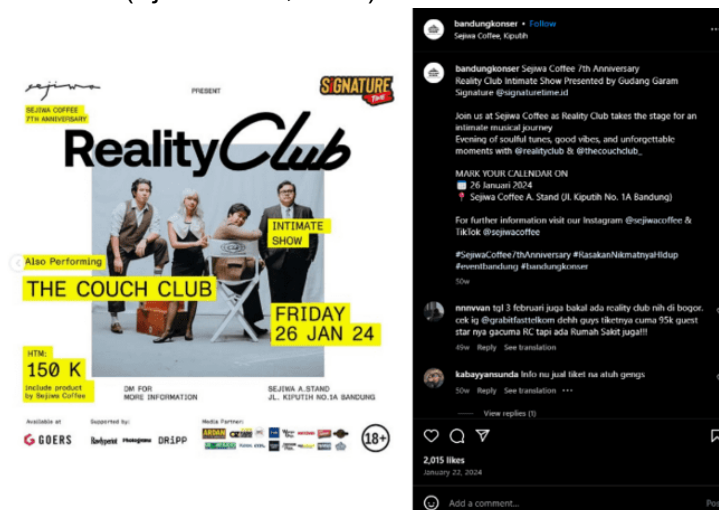 sejiwa
PRESENT
SIGNATURE
TIME
SEJIWA COFFEE
7TH ANNIVERSARY
Reality Club
INTIMATE
SHOW
Also Performing
THE COUCH CLUB
FRIDAY
26 JAN 24
HTM:
150 K
include product
by Sejiwa Coffee
DM FOR
MORE INFORMATION
SEJIWA A.STAND
JL. KIPUTIH NO.1A BANDUNG
Available at
Supported by:
Media Partner:
GOERS
DRiPP
ARDAN
18+
bandungkonser • Follow
Sejiwa Coffee, Kiputih
bandungkonser Sejiwa Coffee 7th Anniversary
Reality Club Intimate Show Presented by Gudang Garam
Signature @signaturetime.id
Join us at Sejiwa Coffee as Reality Club takes the stage for an
intimate musical journey
Evening of soulful tunes, good vibes, and unforgettable
moments with @realityclub & @thecouchclub_
MARK YOUR CALENDAR ON
26 Januari 2024
Sejiwa Coffee A. Stand (Jl. Kiputih No. 1A Bandung)
For further information visit our Instagram @sejiwacoffee &
TikTok @sejiwacoffee
#SejiwaCoffee7thAnniversary #RasakanNikmatnyaHidup
#eventbandung #bandungkonser
50w
nnnvvan tgl 3 februari juga bakal ada reality club nih di bogor.
cek ig @grabitfasttelkom dehh guys tiketnya cuma 95k guest
star nya gacuma RC tapi ada Rumah Sakit juga!!!
49w Reply See translation
kabayyansunda Info nu jual tiket na atuh gengs
50w Reply See translation
View replies (1)
2,015 likes
January 22, 2024
Add a comment...